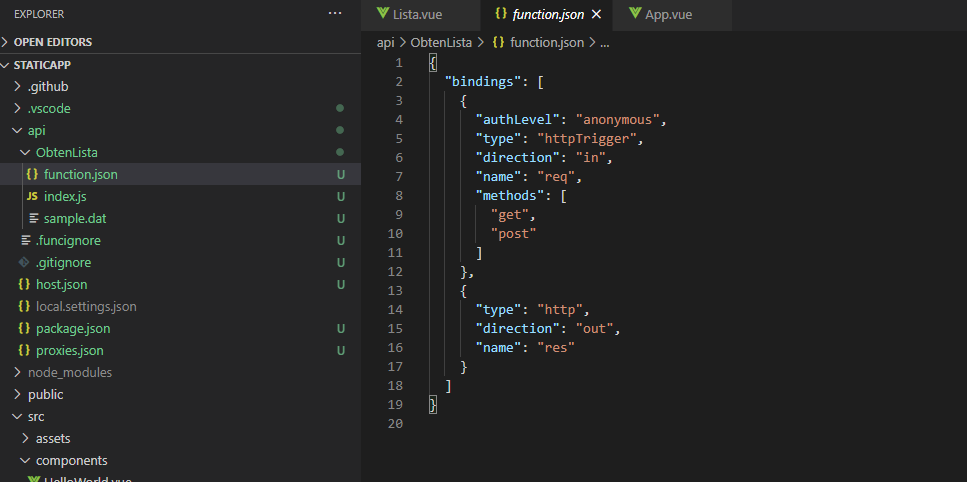 EXPLORER ...
OPEN EDITORS
STATICAPP
.github
.vscode
api
ObtenLista
{} function.json U
JS index.js U
sample.dat U
.funcignore U
.gitignore U
{} host.json U
{} local.settings.json
{} package.json U
{} proxies.json U
node_modules
public
src
assets
components
HelloWorld.vue
Lista.vue {} function.json × App.vue
api > ObtenLista > {} function.json > ...
1 {
2 "bindings": [
3 {
4 "authLevel": "anonymous",
5 "type": "httpTrigger",
6 "direction": "in",
7 "name": "req",
8 "methods": [
9 "get",
10 "post"
11 ]
12 },
13 {
14 "type": "http",
15 "direction": "out",
16 "name": "res"
17 }
18 ]
19 }
20